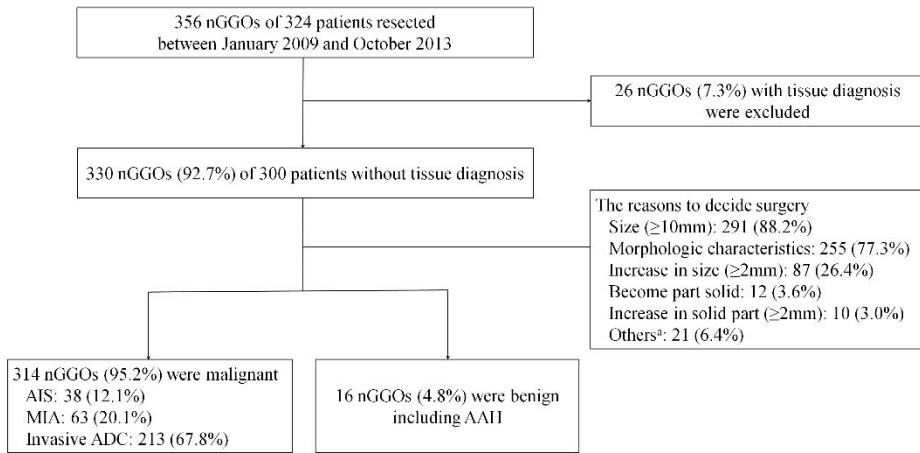 356 nGGOs of 324 patients resected
between January 2009 and October 2013
26 nGGOs (7.3%) with tissue diagnosis
were excluded
330 nGGOs (92.7%) of 300 patients without tissue diagnosis
The reasons to decide surgery
Size (≥10mm): 291 (88.2%)
Morphologic characteristics: 255 (77.3%)
Increase in size (≥2mm): 87 (26.4%)
Become part solid: 12 (3.6%)
Increase in solid part (≥2mm): 10 (3.0%)
Othersᵃ: 21 (6.4%)
314 nGGOs (95.2%) were malignant
AIS: 38 (12.1%)
MIA: 63 (20.1%)
Invasive ADC: 213 (67.8%)
16 nGGOs (4.8%) were benign
including AAH